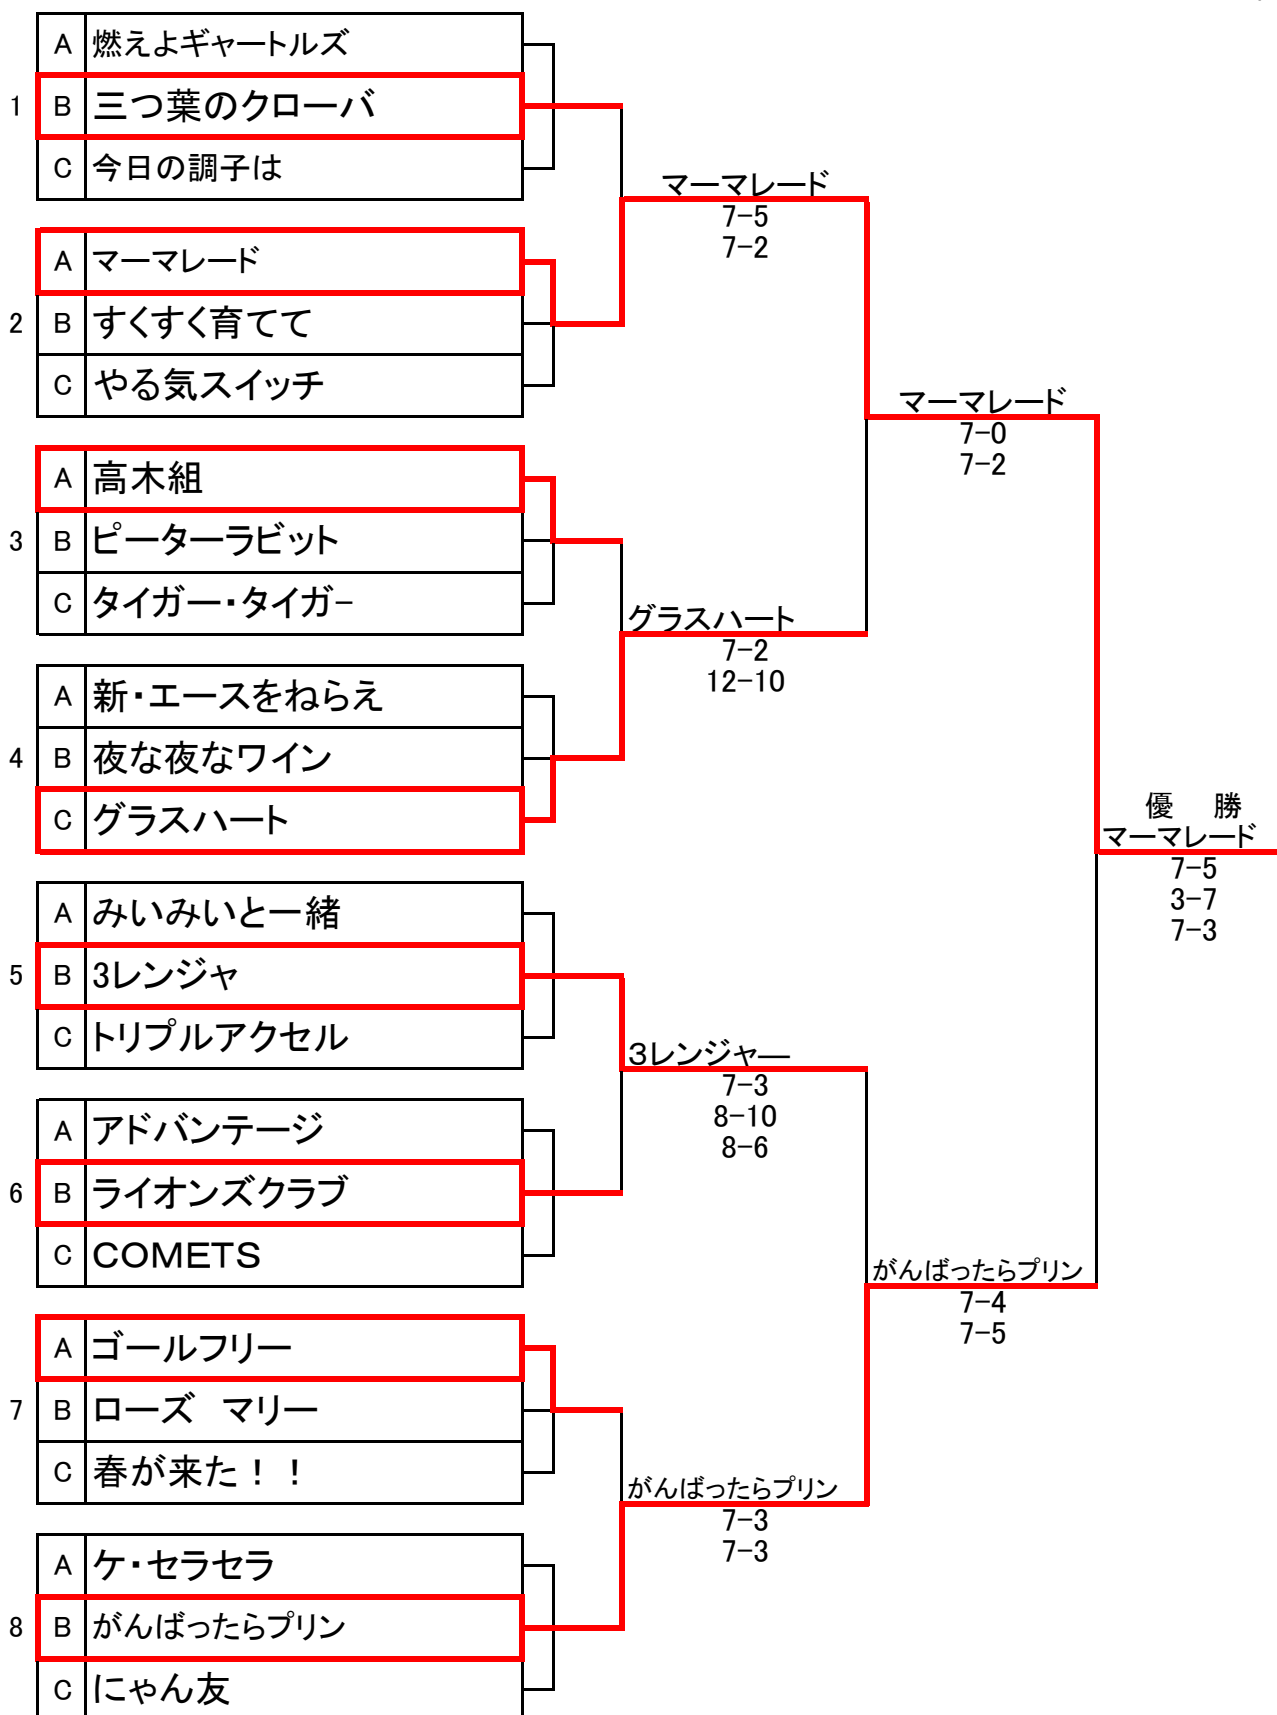 A 燃えよギャートルズ
1 B 三つ葉のクローバ
C 今日の調子は
マーマレード
7-5
7-2
A マーマレード
2 B すくすく育てて
C やる気スイッチ
マーマレード
7-0
7-2
A 高木組
3 B ピーターラビット
C タイガー・タイガ-
グラスハート
7-2
12-10
A 新・エースをねらえ
4 B 夜な夜なワイン
C グラスハート
優 勝
マーマレード
7-5
3-7
7-3
A みいみいと一緒
5 B 3レンジャ
C トリプルアクセル
3レンジャ―
7-3
8-10
8-6
A アドバンテージ
6 B ライオンズクラブ
C COMETS
がんばったらプリン
7-4
7-5
A ゴールフリー
7 B ローズ マリー
C 春が来た！！
がんばったらプリン
7-3
7-3
A ケ・セラセラ
8 B がんばったらプリン
C にゃん友